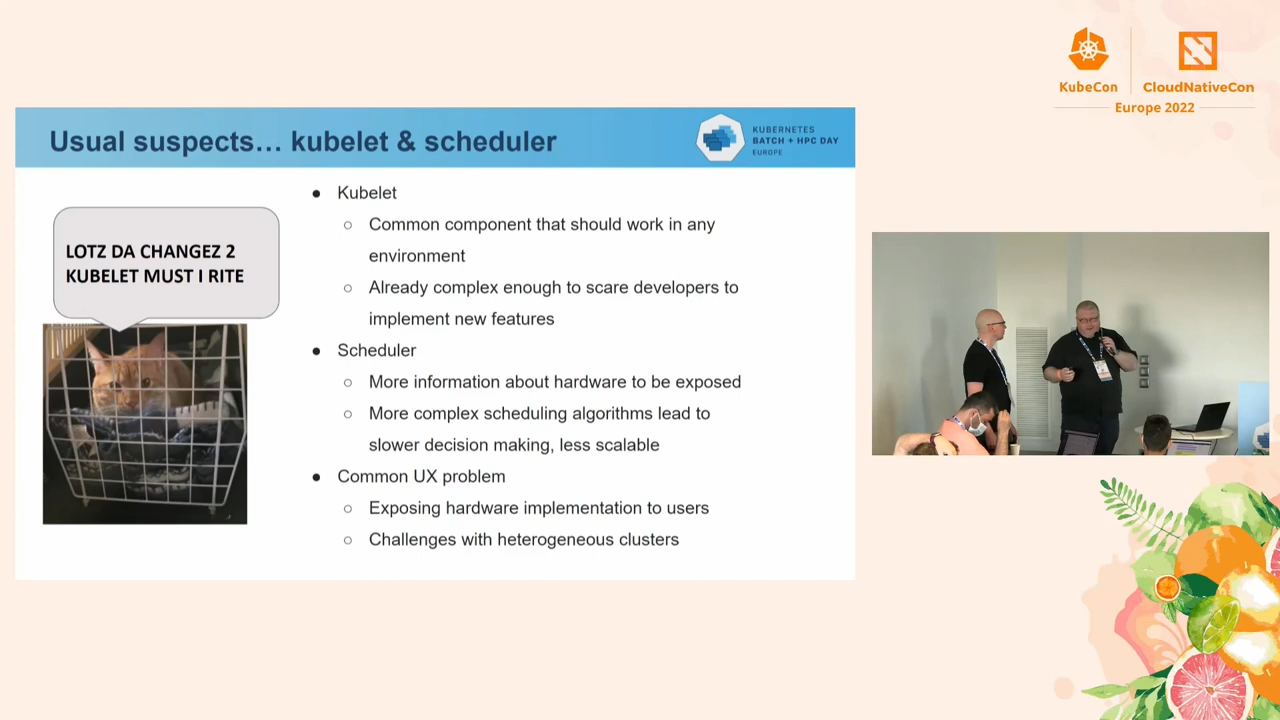 KubeCon
CloudNativeCon
Europe 2022
Usual suspects… kubelet & scheduler
KUBERNETES
BATCH + HPC DAY
EUROPE
LOTZ DA CHANGEZ 2
KUBELET MUST I RITE
● Kubelet
○ Common component that should work in any
environment
○ Already complex enough to scare developers to
implement new features
● Scheduler
○ More information about hardware to be exposed
○ More complex scheduling algorithms lead to
slower decision making, less scalable
● Common UX problem
○ Exposing hardware implementation to users
○ Challenges with heterogeneous clusters